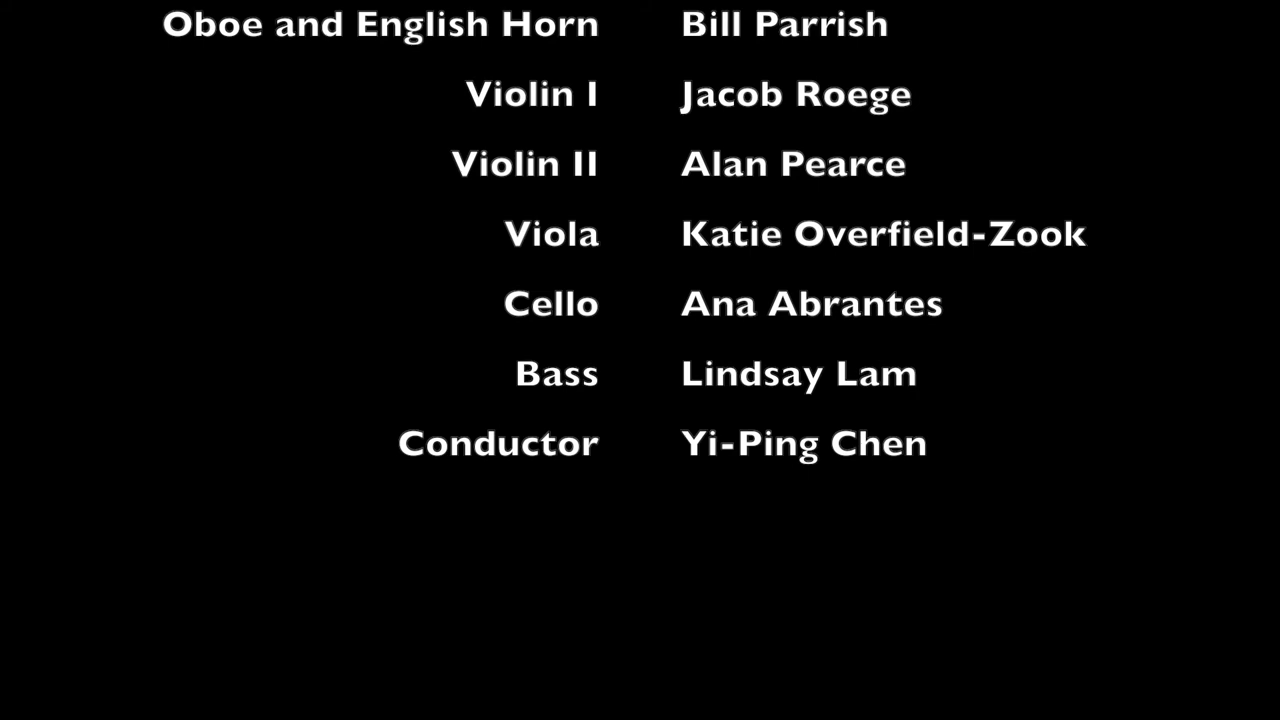 Oboe and English Horn Bill Parrish
Violin I Jacob Roege
Violin II Alan Pearce
Viola Katie Overfield-Zook
Cello Ana Abrantes
Bass Lindsay Lam
Conductor Yi-Ping Chen